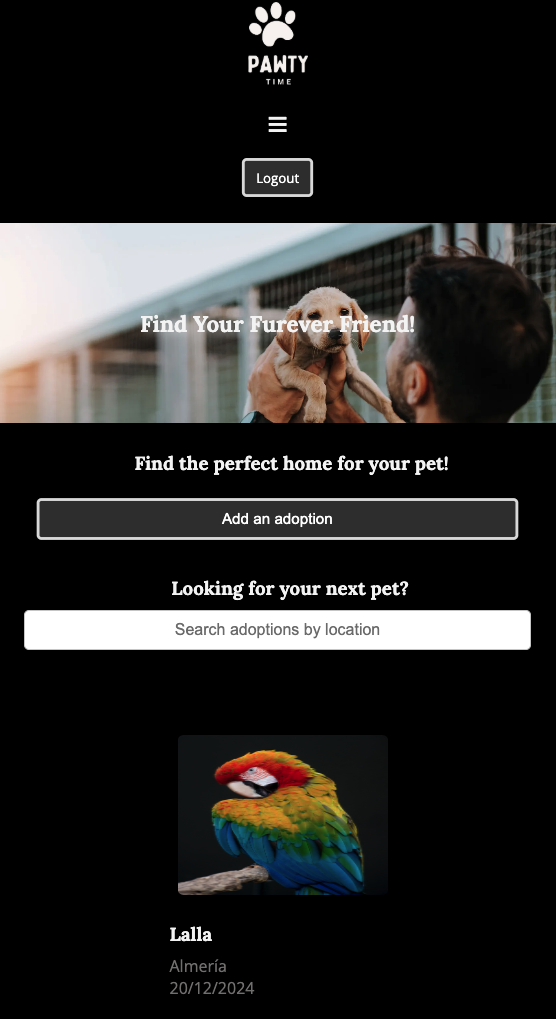 PAWTY
TIME
Logout
Find Your Furever Friend!
Find the perfect home for your pet!
Add an adoption
Looking for your next pet?
Search adoptions by location
Lalla
Almería
20/12/2024